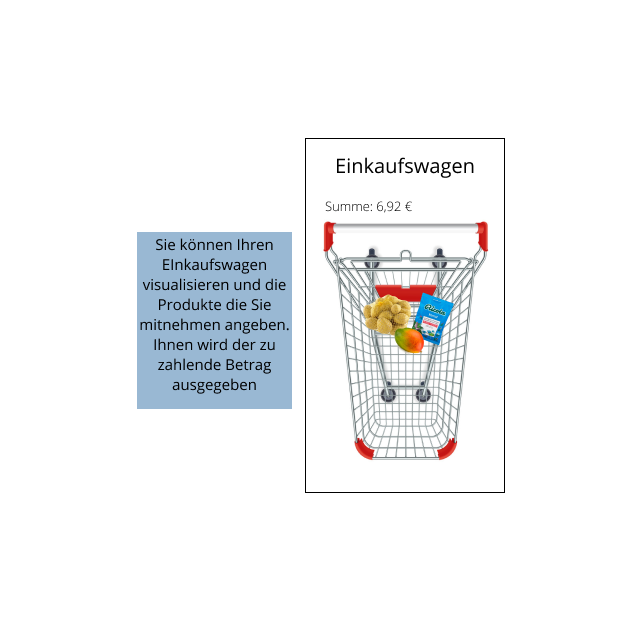 Einkaufswagen
Summe: 6,92 €
Sie können Ihren
EInkaufswagen
visualisieren und die
Produkte die Sie
mitnehmen angeben.
Ihnen wird der zu
zahlende Betrag
ausgegeben
Ricola